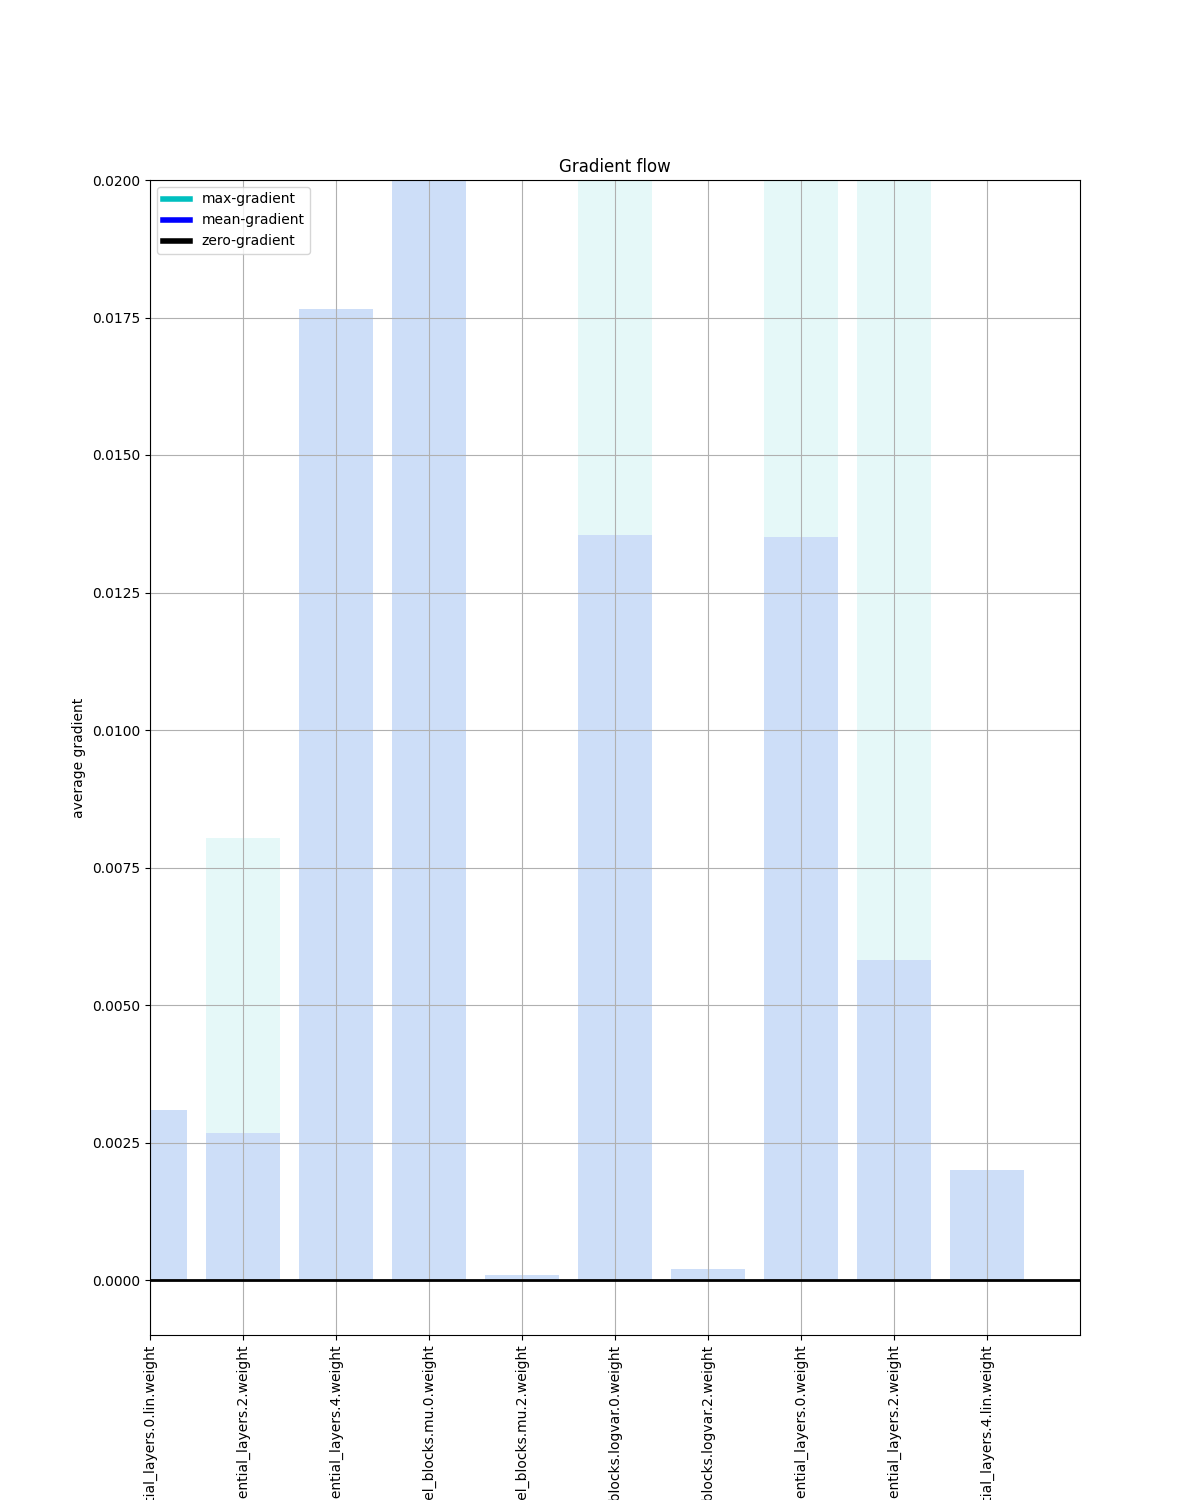 Gradient flow
max-gradient
mean-gradient
zero-gradient
0.0200
0.0175
0.0150
0.0125
0.0100
0.0075
0.0050
0.0025
0.0000
average gradient
tial_layers.0.lin.weight
ential_layers.2.weight
ential_layers.4.weight
el_blocks.mu.0.weight
el_blocks.mu.2.weight
blocks.logvar.0.weight
blocks.logvar.2.weight
ential_layers.0.weight
ential_layers.2.weight
tial_layers.4.lin.weight